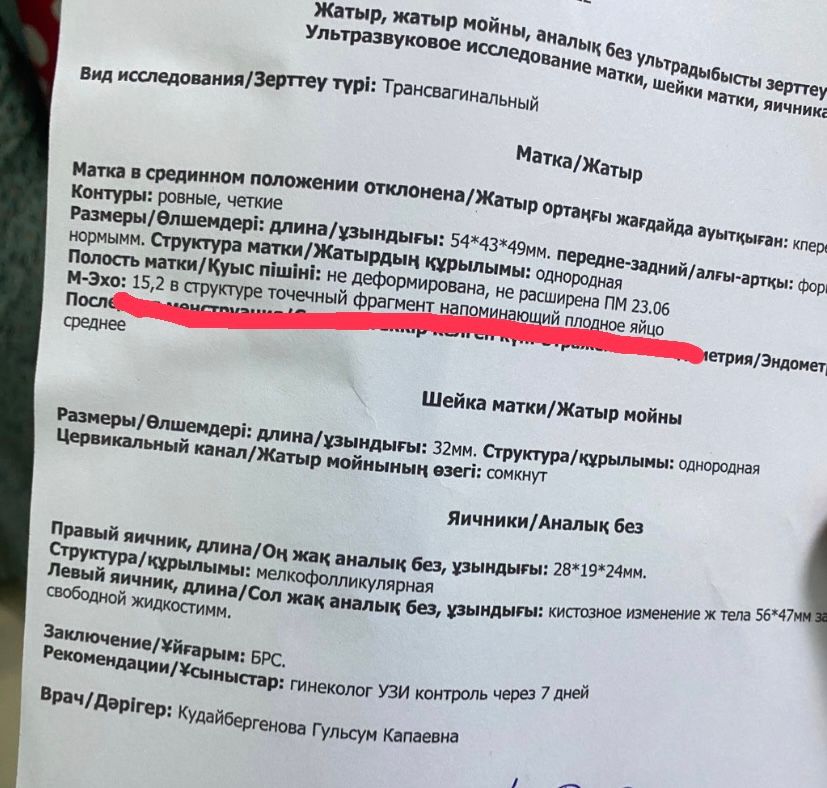 Жатыр, жатыр мойны, аналық без ультрадыбысты зерттеу
Ультразвуковое исследование матки, шейки матки, яичника
Вид исследования/Зерттеу түрі: Трансвагинальный
Матка/Жатыр
Матка в срединном положении отклонена/Жатыр ортаңғы жағдайда ауытқыған: кпере
Контуры: ровные, четкие
Размеры/Өлшемдері: длина/ұзындығы: 54*43*49мм. передне-задний/алғы-артқы: фор
нормымм. Структура матки/Жатырдың құрылымы: однородная
Полость матки/Қуыс пішіні: не деформирована, не расширена ПМ 23.06
М-Эхо: 15,2 в структуре точечный фрагмент напоминающий плодное яйцо
После метрия/Эндомет
среднее
Шейка матки/Жатыр мойны
Размеры/Өлшемдері: длина/ұзындығы: 32мм. Структура/құрылымы: однородная
Цервикальный канал/Жатыр мойнының өзегі: сомкнут
Яичники/Аналық без
Правый яичник, длина/Оң жақ аналық без, ұзындығы: 28*19*24мм.
Структура/құрылымы: мелкофолликулярная
Левый яичник, длина/Сол жақ аналық без, ұзындығы: кистозное изменение ж тела 56*47мм за
свободной жидкостимм.
Заключение/Ұйғарым: БРС.
Рекомендации/Ұсыныстар: гинеколог УЗИ контроль через 7 дней
Врач/Дәрігер: Кудайбергенова Гульсум Капаевна